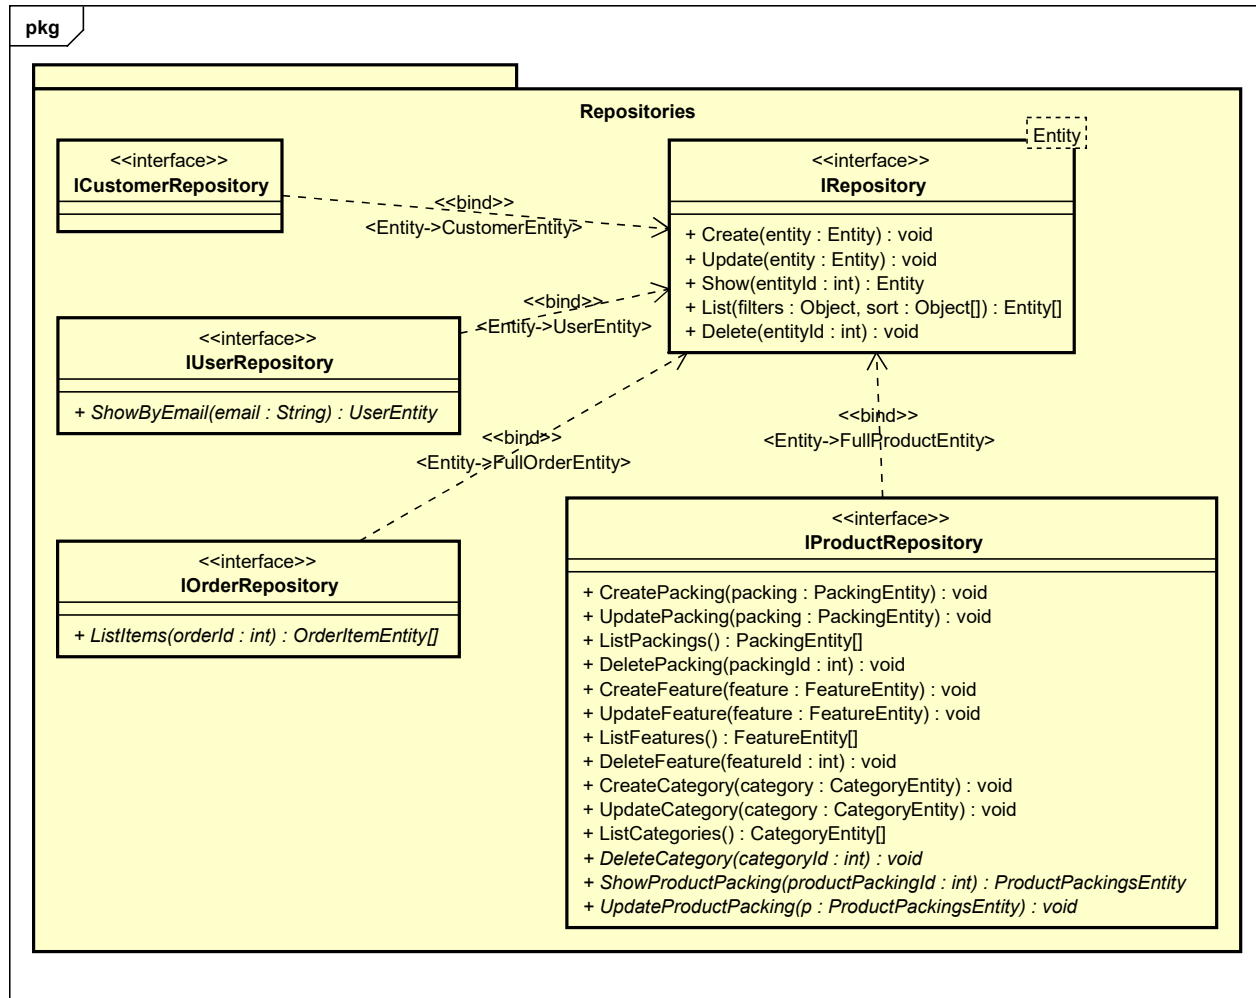 pkg
Repositories
<<interface>>
ICustomerRepository
Entity
<<interface>>
IRepository
+ Create(entity : Entity) : void
+ Update(entity : Entity) : void
+ Show(entityId : int) : Entity
+ List(filters : Object, sort : Object[]) : Entity[]
+ Delete(entityId : int) : void
<<bind>>
<Entity->CustomerEntity>
<<bind>>
<Entity->UserEntity>
<<interface>>
IUserRepository
+ ShowByEmail(email : String) : UserEntity
<<bind>>
<Entity->FullOrderEntity>
<<bind>>
<Entity->FullProductEntity>
<<interface>>
IOrderRepository
+ ListItems(orderId : int) : OrderItemEntity[]
<<interface>>
IProductRepository
+ CreatePacking(packing : PackingEntity) : void
+ UpdatePacking(packing : PackingEntity) : void
+ ListPackings() : PackingEntity[]
+ DeletePacking(packingId : int) : void
+ CreateFeature(feature : FeatureEntity) : void
+ UpdateFeature(feature : FeatureEntity) : void
+ ListFeatures() : FeatureEntity[]
+ DeleteFeature(featureId : int) : void
+ CreateCategory(category : CategoryEntity) : void
+ UpdateCategory(category : CategoryEntity) : void
+ ListCategories() : CategoryEntity[]
+ DeleteCategory(categoryId : int) : void
+ ShowProductPacking(productPackingId : int) : ProductPackingsEntity
+ UpdateProductPacking(p : ProductPackingsEntity) : void